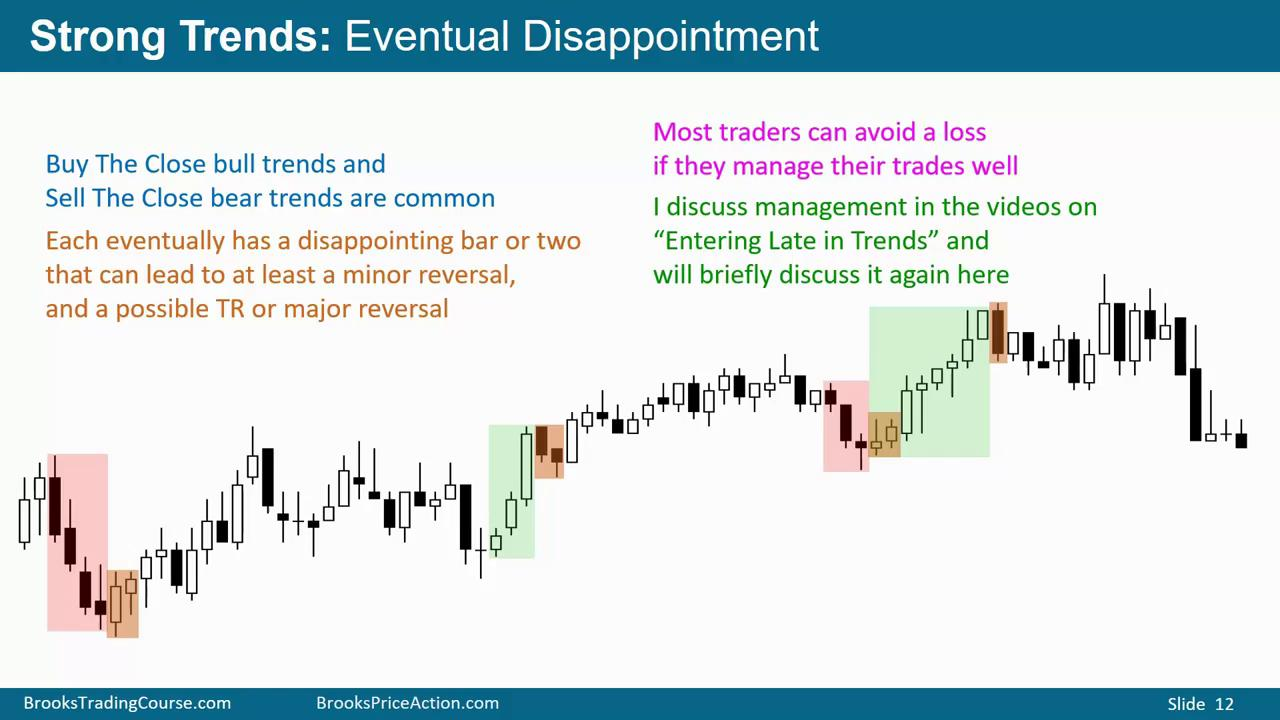 Strong Trends: Eventual Disappointment
Buy The Close bull trends and
Sell The Close bear trends are common
Each eventually has a disappointing bar or two
that can lead to at least a minor reversal,
and a possible TR or major reversal
Most traders can avoid a loss
if they manage their trades well
I discuss management in the videos on
“Entering Late in Trends” and
will briefly discuss it again here
BrooksTradingCourse.com
BrooksPriceAction.com
Slide 12